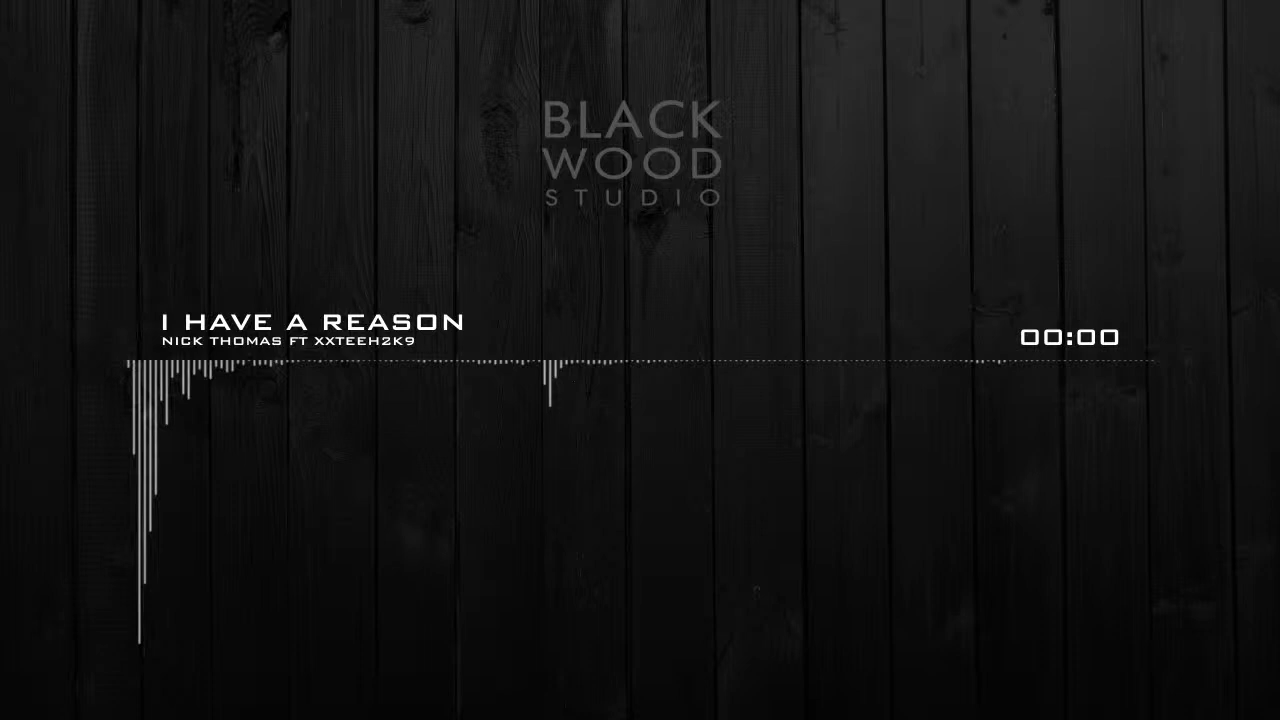 BLACK
WOOD
STUDIO
I HAVE A REASON
NICK THOMAS FT XXTEEH2K9
00:00